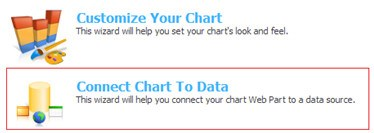 Customize Your Chart
This wizard will help you set your chart's look and feel.
Connect Chart To Data
This wizard will help you connect your chart Web Part to a data source.